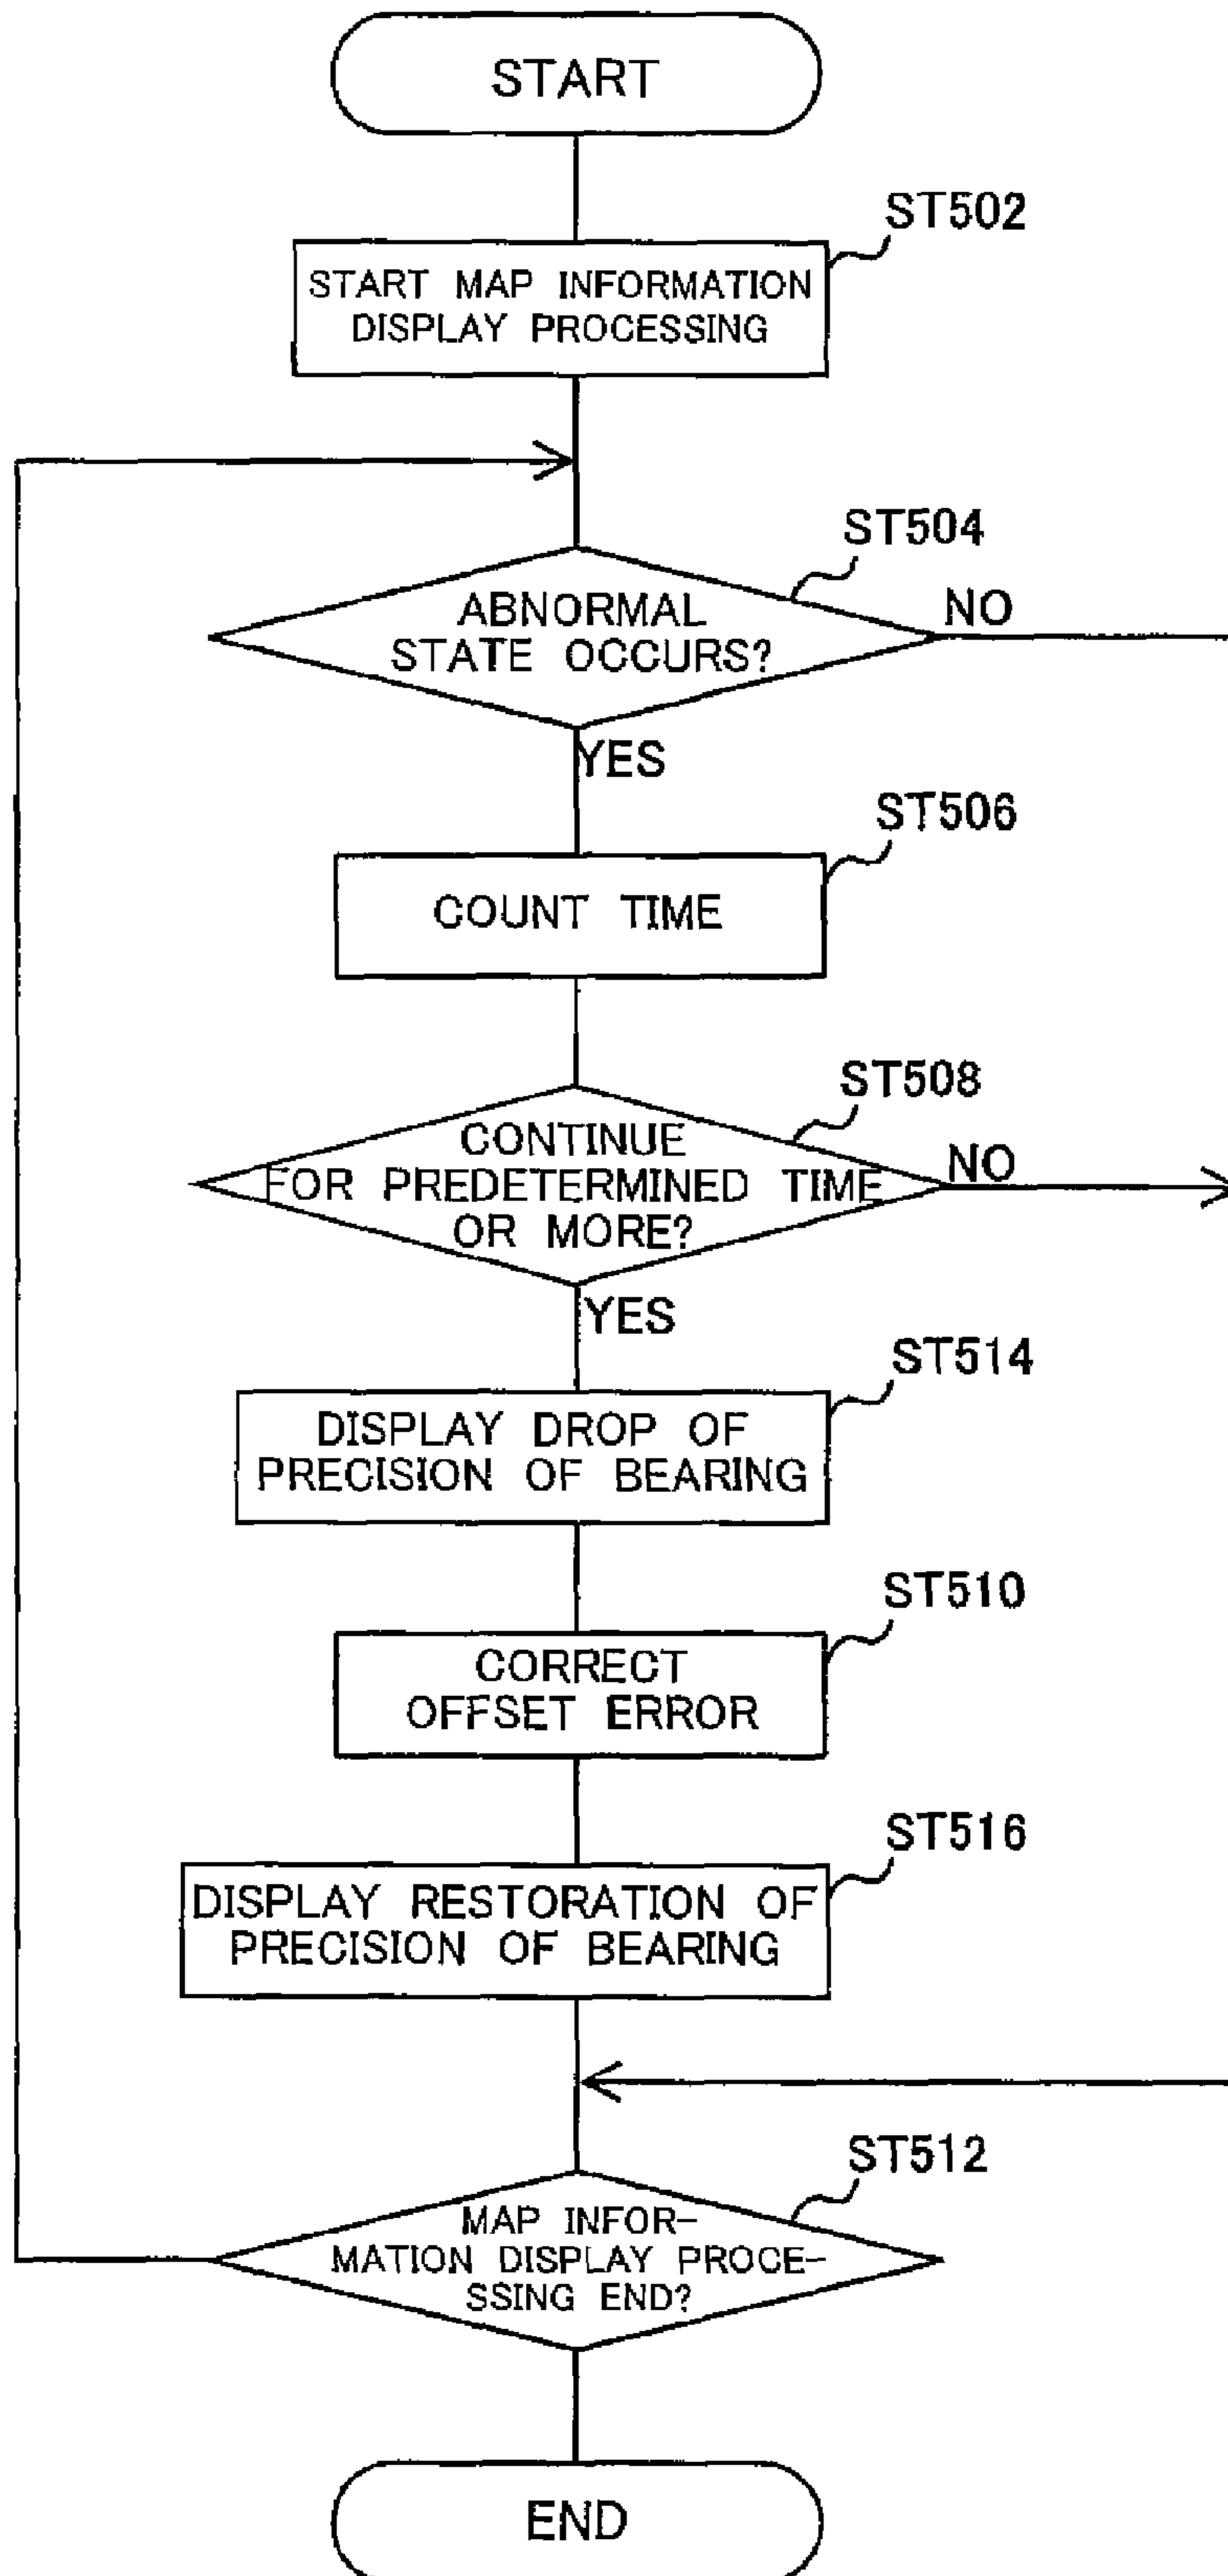 START
ST502
START MAP INFORMATION
DISPLAY PROCESSING
ST504
ABNORMAL
STATE OCCURS?
NO
YES
ST506
COUNT TIME
ST508
CONTINUE
FOR PREDETERMINED TIME
OR MORE?
NO
YES
ST514
DISPLAY DROP OF
PRECISION OF BEARING
ST510
CORRECT
OFFSET ERROR
ST516
DISPLAY RESTORATION OF
PRECISION OF BEARING
ST512
MAP INFOR-
MATION DISPLAY PROCE-
SSING END?
END